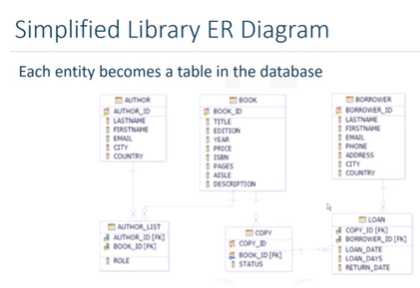 Simplified Library ER Diagram
Each entity becomes a table in the database
AUTHOR
AUTHOR_ID
LASTNAME
FIRSTNAME
EMAIL
CITY
COUNTRY
BOOK
BOOK_ID
TITLE
EDITION
YEAR
PRICE
ISBN
PAGES
AISLE
DESCRIPTION
BORROWER
BORROWER_ID
LASTNAME
FIRSTNAME
EMAIL
PHONE
ADDRESS
CITY
COUNTRY
AUTHOR_LIST
AUTHOR_ID [FK]
BOOK_ID [FK]
ROLE
COPY
COPY_ID
BOOK_ID [FK]
STATUS
LOAN
COPY_ID [FK]
BORROWER_ID [FK]
LOAN_DATE
LOAN_DAYS
RETURN_DATE